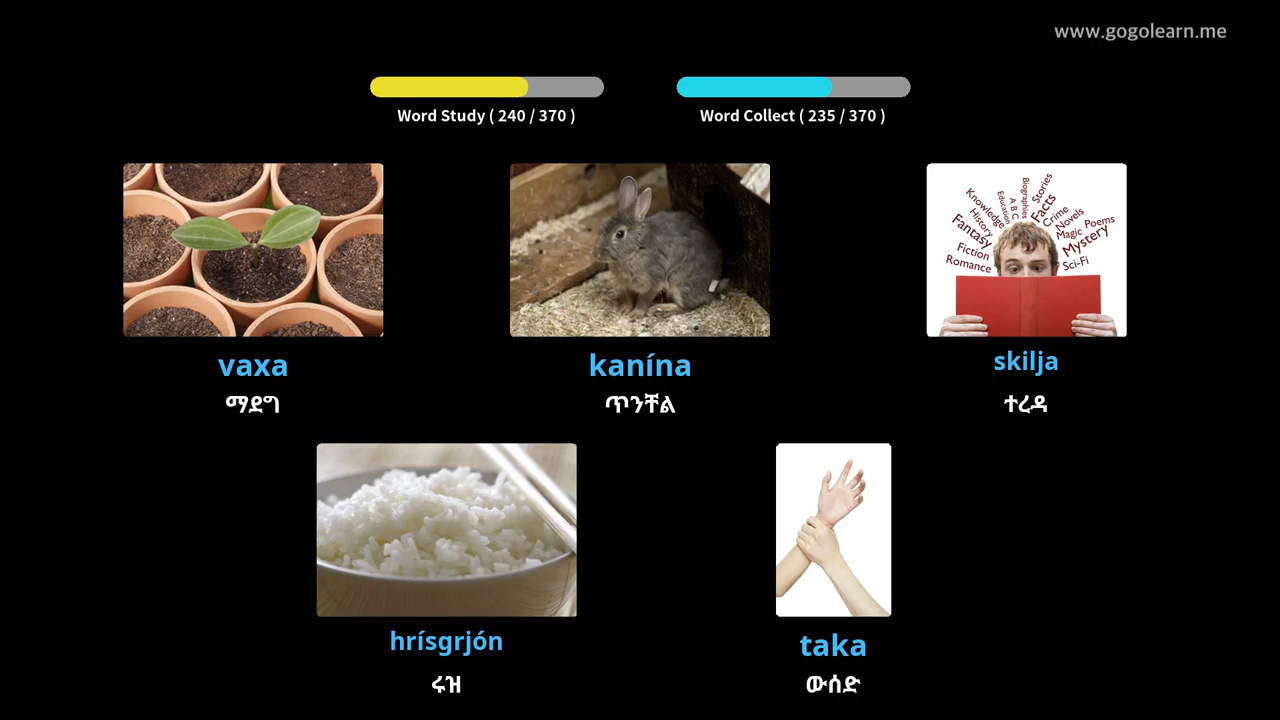 www.gogolearn.me
Word Study ( 240 / 370 )
Word Collect ( 235 / 370 )
Knowledge
History
Fantasy
Fiction
Romance
Education
A B C
Biographies
Stories
Facts
Crime
Novels
Magic
Poems
Mystery
Sci-Fi
vaxa
ማደግ
kanína
ጥንቸል
skilja
ተረዳ
hrísgrjón
ሩዝ
taka
ውሰድ